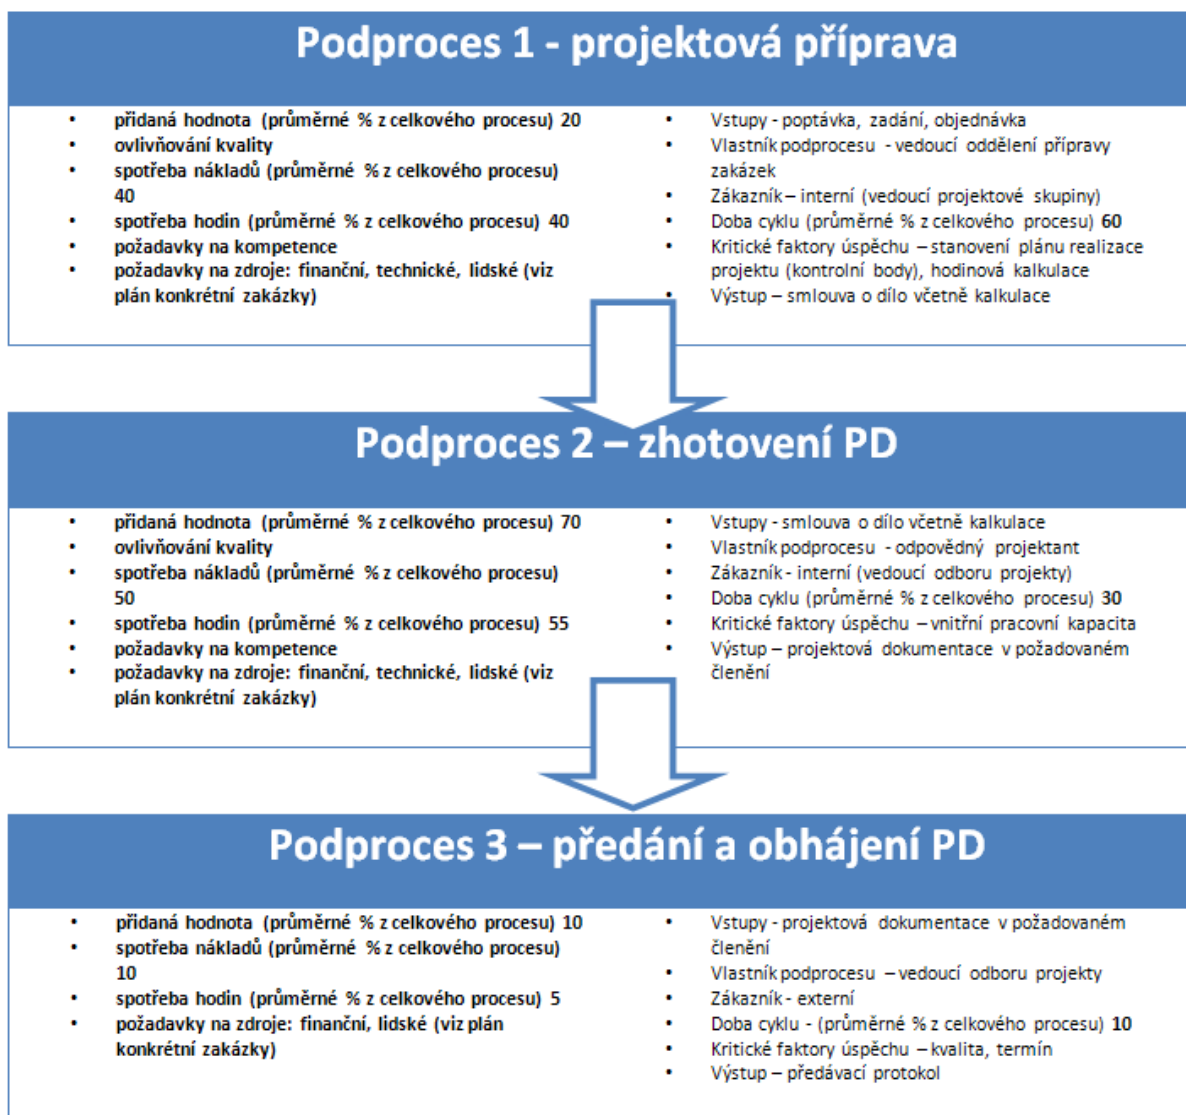 Podproces 1 - projektová příprava
• přidaná hodnota (průměrné % z celkového procesu) 20
• ovlivňování kvality
• spotřeba nákladů (průměrné % z celkového procesu)
40
• spotřeba hodin (průměrné % z celkového procesu) 40
• požadavky na kompetence
• požadavky na zdroje: finanční, technické, lidské (viz
plán konkrétní zakázky)
• Vstupy - poptávka, zadání, objednávka
• Vlastník podprocesu - vedoucí oddělení přípravy
zakázek
• Zákazník – interní (vedoucí projektové skupiny)
• Doba cyklu (průměrné % z celkového procesu) 60
• Kritické faktory úspěchu – stanovení plánu realizace
projektu (kontrolní body), hodinová kalkulace
• Výstup – smlouva o dílo včetně kalkulace
Podproces 2 – zhotovení PD
• přidaná hodnota (průměrné % z celkového procesu) 70
• ovlivňování kvality
• spotřeba nákladů (průměrné % z celkového procesu)
50
• spotřeba hodin (průměrné % z celkového procesu) 55
• požadavky na kompetence
• požadavky na zdroje: finanční, technické, lidské (viz
plán konkrétní zakázky)
• Vstupy - smlouva o dílo včetně kalkulace
• Vlastník podprocesu - odpovědný projektant
• Zákazník - interní (vedoucí odboru projekty)
• Doba cyklu (průměrné % z celkového procesu) 30
• Kritické faktory úspěchu – vnitřní pracovní kapacita
• Výstup – projektová dokumentace v požadovaném
členění
Podproces 3 – předání a obhájení PD
• přidaná hodnota (průměrné % z celkového procesu) 10
• spotřeba nákladů (průměrné % z celkového procesu)
10
• spotřeba hodin (průměrné % z celkového procesu) 5
• požadavky na zdroje: finanční, lidské (viz plán
konkrétní zakázky)
• Vstupy - projektová dokumentace v požadovaném
členění
• Vlastník podprocesu – vedoucí odboru projekty
• Zákazník - externí
• Doba cyklu - (průměrné % z celkového procesu) 10
• Kritické faktory úspěchu – kvalita, termín
• Výstup – předávací protokol